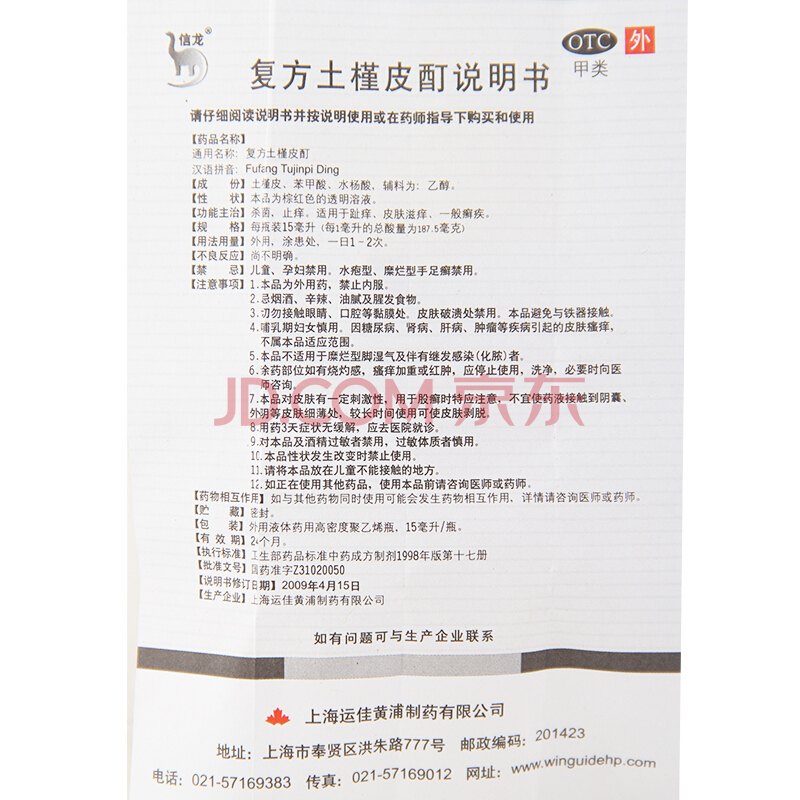 信龙
复方土槿皮酊说明书
OTC 外
甲类
请仔细阅读说明书并按说明使用或在药师指导下购买和使用
【药品名称】
通用名称：复方土槿皮酊
汉语拼音：Fufang Tujinpi Ding
【成 份】土槿皮、苯甲酸、水杨酸，辅料为：乙醇。
【性 状】本品为棕红色的透明溶液。
【功能主治】杀菌，止痒。适用于趾痒、皮肤滋痒、一般癣疾。
【规 格】每瓶装15毫升（每1毫升的总酸量为187.5毫克）
【用法用量】外用，涂患处，一日1-2次。
【不良反应】尚不明确。
【禁 忌】儿童、孕妇禁用。水疱型、糜烂型手足癣禁用。
【注意事项】1.本品为外用药，禁止内服。
2.忌烟酒、辛辣、油腻及腥发食物。
3.切勿接触眼睛、口腔等黏膜处。皮肤破溃处禁用。本品避免与铁器接触。
4.哺乳期妇女慎用。因糖尿病、肾病、肝病、肿瘤等疾病引起的皮肤瘙痒，
不属本品适应范围。
5.本品不适用于糜烂型脚湿气及伴有继发感染（化脓）者。
6.涂药部位如有烧灼感，瘙痒加重或红肿，应停止使用，洗净，必要时向医
师咨询。
7.本品对皮肤有一定刺激性，用于股癣时特应注意，不宜使药液接触到阴囊、
外阴等皮肤细薄处，较长时间使用可使皮肤剥脱。
8.用药3天症状无缓解，应去医院就诊。
9.对本品及酒精过敏者禁用，过敏体质者慎用。
10.本品性状发生改变时禁止使用。
11.请将本品放在儿童不能接触的地方。
12.如正在使用其他药品，使用本品前请咨询医师或药师。
【药物相互作用】如与其他药物同时使用可能会发生药物相互作用，详情请咨询医师或药师。
【贮 藏】密封。
【包 装】外用液体药用高密度聚乙烯瓶，15毫升/瓶。
【有 效 期】24个月。
【执行标准】卫生部药品标准中药成方制剂1998年版第十七册
【批准文号】国药准字Z31020050
【说明书修订日期】2009年4月15日
【生产企业】上海运佳黄浦制药有限公司
如有问题可与生产企业联系
上海运佳黄浦制药有限公司
地址：上海市奉贤区洪朱路777号 邮政编码：201423
电话：021-57169383 传真：021-57169012 网址：www.winguidehp.com
JD.COM 京东